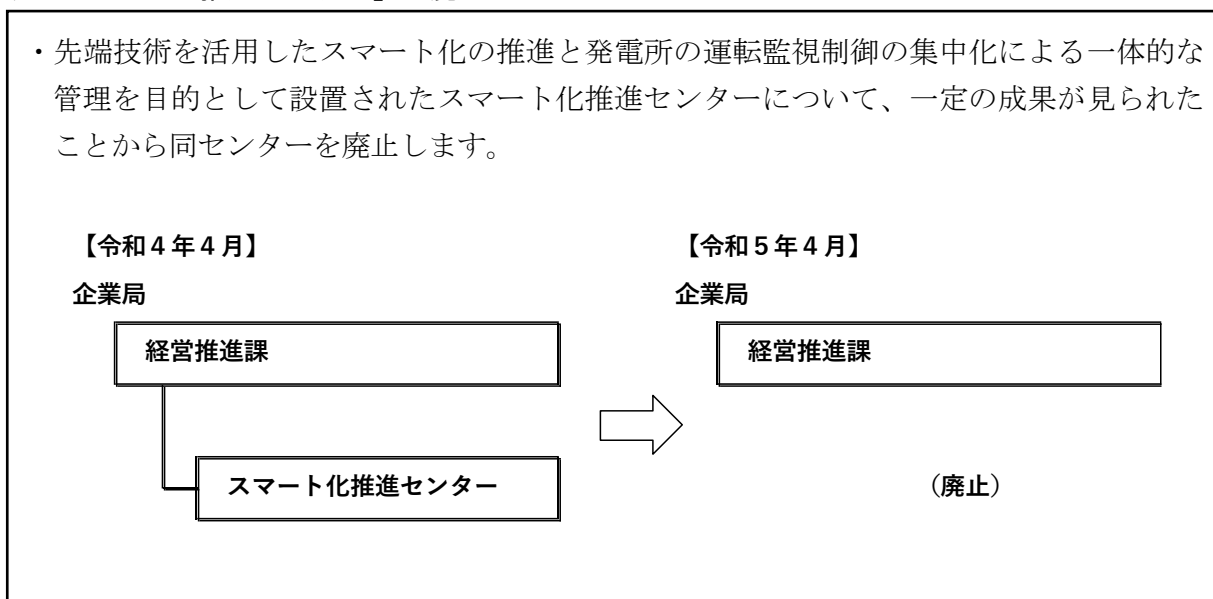 ・先端技術を活用したスマート化の推進と発電所の運転監視制御の集中化による一体的な
管理を目的として設置されたスマート化推進センターについて、一定の成果が見られた
ことから同センターを廃止します。
【令和４年４月】 【令和５年４月】
企業局 企業局
経営推進課 経営推進課
スマート化推進センター （廃止）